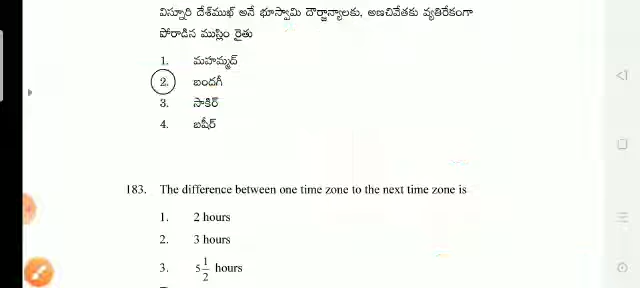 విస్నూరి దేశ్‌ముఖ్ అనే భూస్వామి దౌర్జన్యాలకు, అణచివేతకు వ్యతిరేకంగా
పోరాడిన ముస్లిం రైతు
1. మహమ్మద్
2. బందగీ
3. సాకిర్
4. బషీర్
183. The difference between one time zone to the next time zone is
1. 2 hours
2. 3 hours
3. 5 1/2 hours